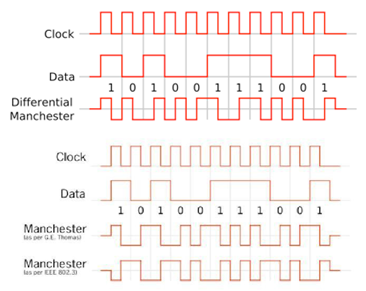 Clock
Data
1 0 1 0 0 1 1 1 0 0 1
Differential
Manchester
Clock
Data
1 0 1 0 0 1 1 1 0 0 1
Manchester
(as per G.E. Thomas)
Manchester
(as per IEEE 802.3)